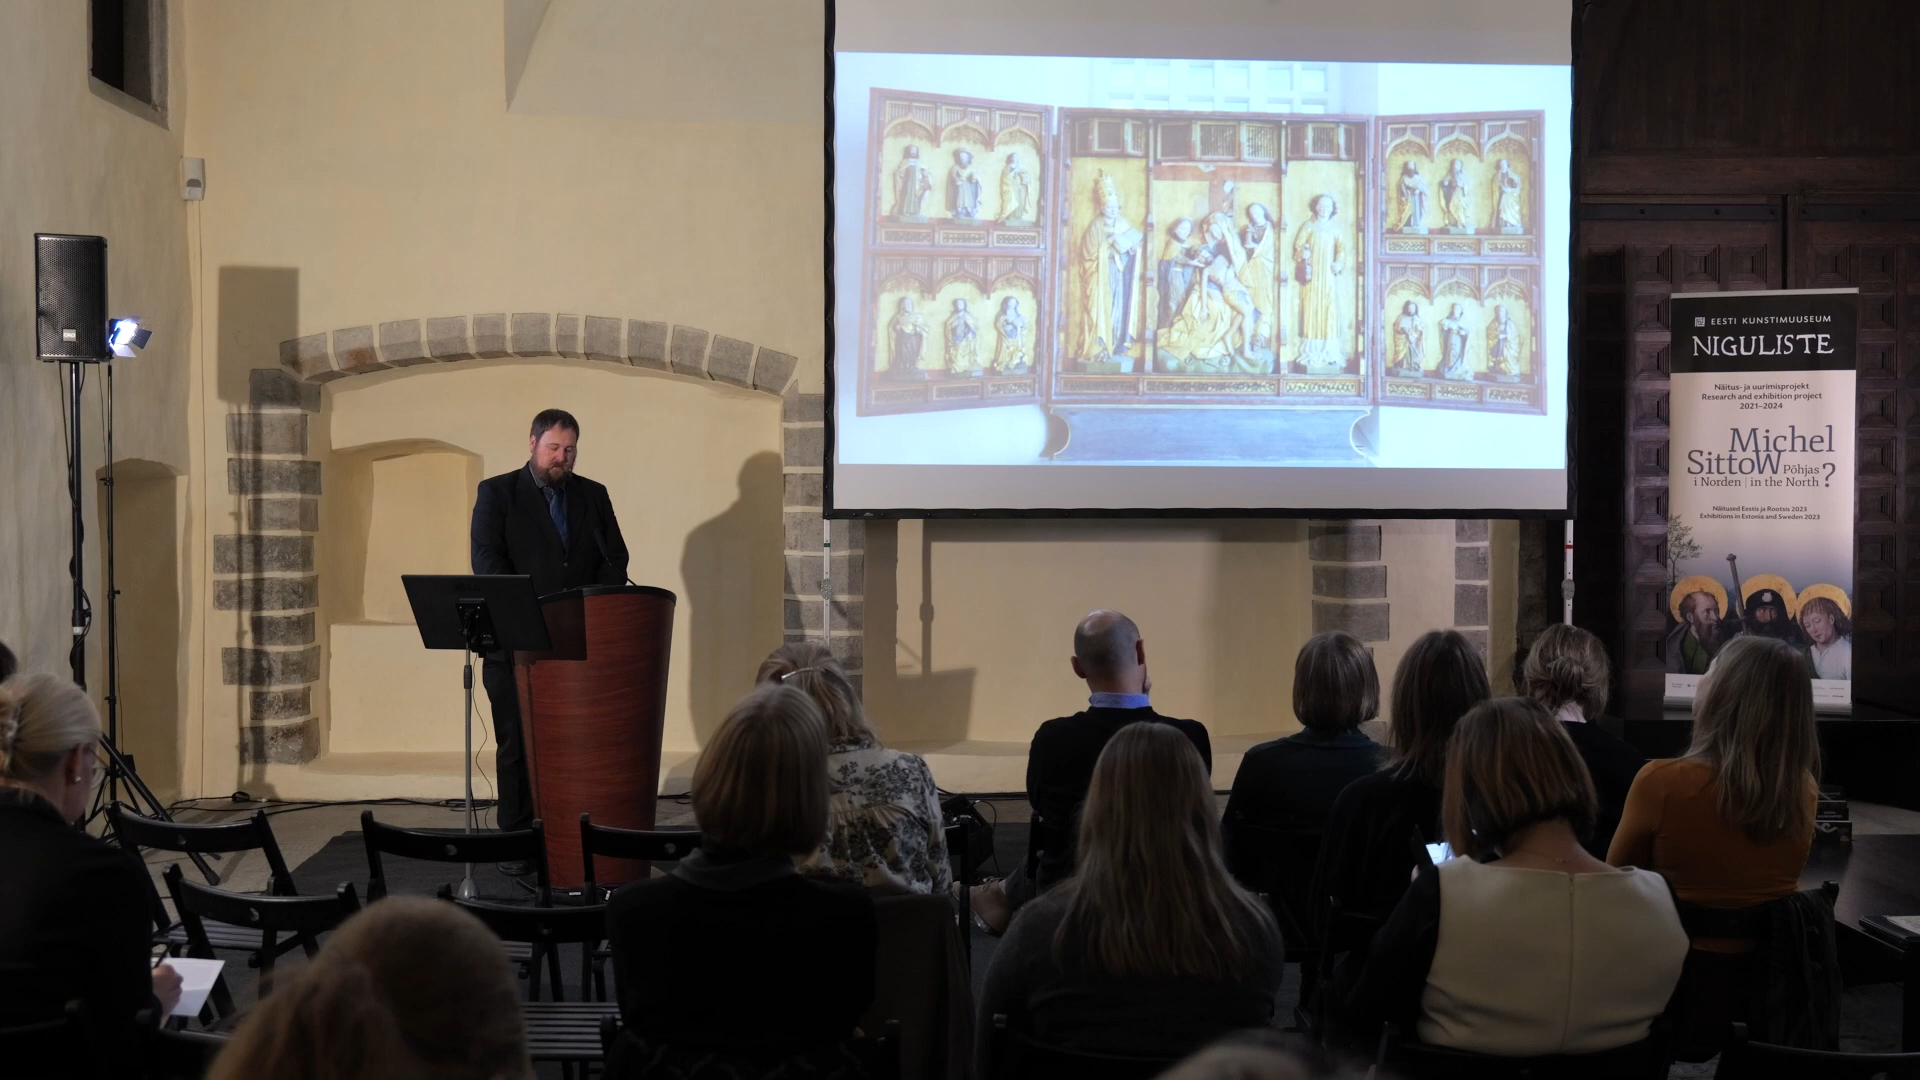 EESTI KUNSTIMUUSEUM
NIGULISTE
Näitus- ja uurimisprojekt
Research and exhibition project
2021–2024
Michel
Sittow Põhjas ?
i Norden | in the North
Näitused Eestis ja Rootsis 2023
Exhibitions in Estonia and Sweden 2023